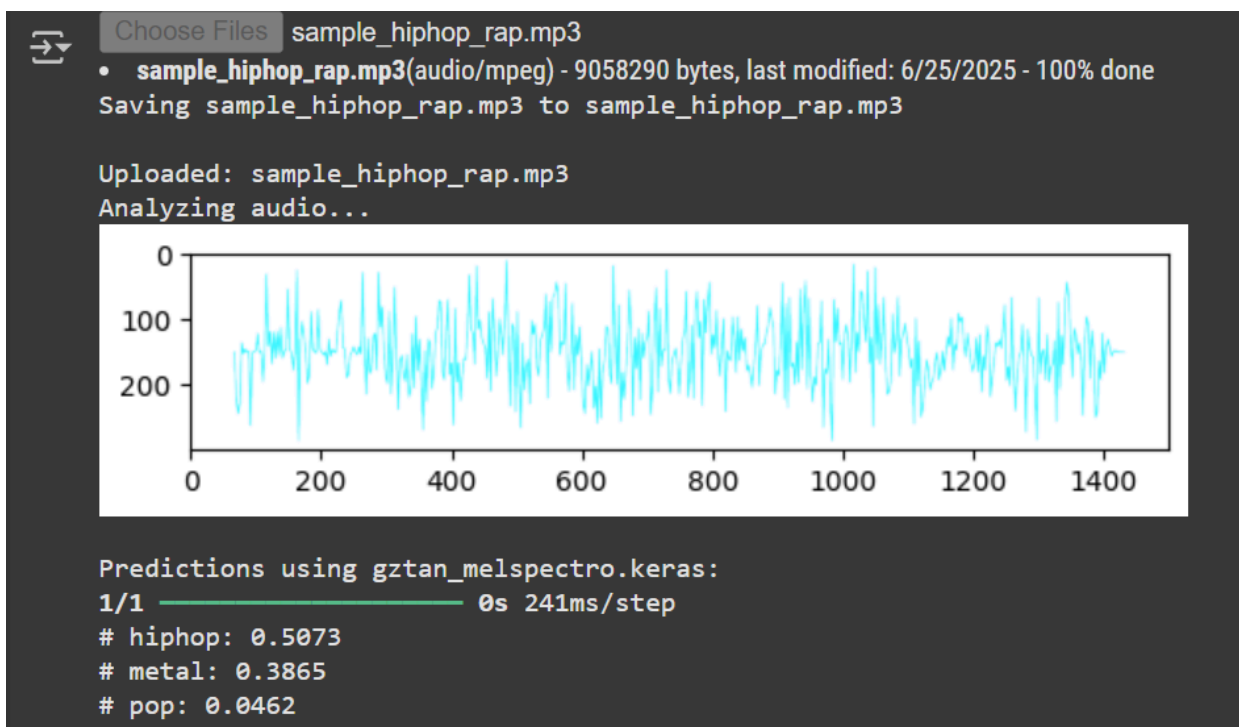 Choose Files sample_hiphop_rap.mp3
• sample_hiphop_rap.mp3(audio/mpeg) - 9058290 bytes, last modified: 6/25/2025 - 100% done
Saving sample_hiphop_rap.mp3 to sample_hiphop_rap.mp3
Uploaded: sample_hiphop_rap.mp3
Analyzing audio...
0
100
200
0 200 400 600 800 1000 1200 1400
Predictions using gztan_melspectro.keras:
1/1 ━━━━━━━━━━━━━━━━━━━━ 0s 241ms/step
# hiphop: 0.5073
# metal: 0.3865
# pop: 0.0462